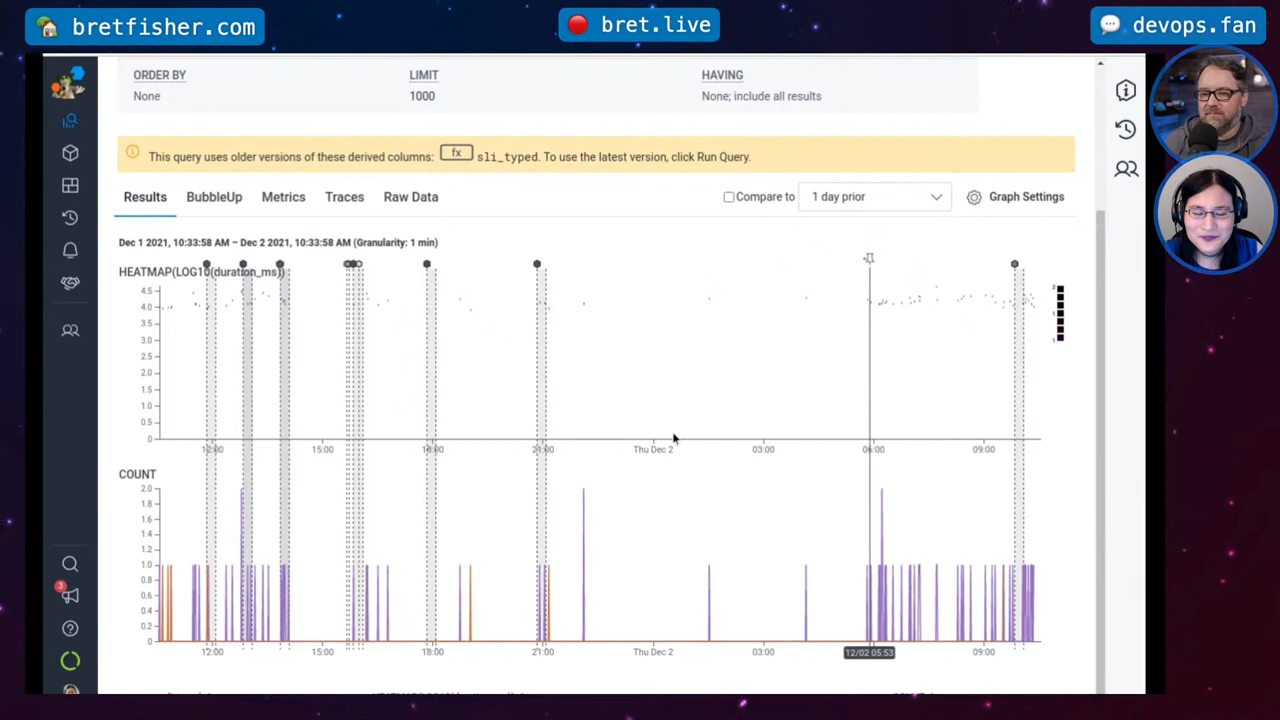 bretfisher.com
bret.live
devops.fan
ORDER BY
LIMIT
HAVING
None
1000
None; include all results
This query uses older versions of these derived columns: fx sli_typed. To use the latest version, click Run Query.
Results BubbleUp Metrics Traces Raw Data
Compare to 1 day prior Graph Settings
Dec 1 2021, 10:33:58 AM – Dec 2 2021, 10:33:58 AM (Granularity: 1 min)
HEATMAP(LOG10(duration_ms))
4.5
4.0
3.5
3.0
2.5
2.0
1.5
1.0
0.5
0
12:00 15:00 18:00 21:00 Thu Dec 2 03:00 06:00 09:00
COUNT
2.0
1.8
1.6
1.4
1.2
1.0
0.8
0.6
0.4
0.2
0
12:00 15:00 18:00 21:00 Thu Dec 2 03:00 12/02 05:53 09:00
3